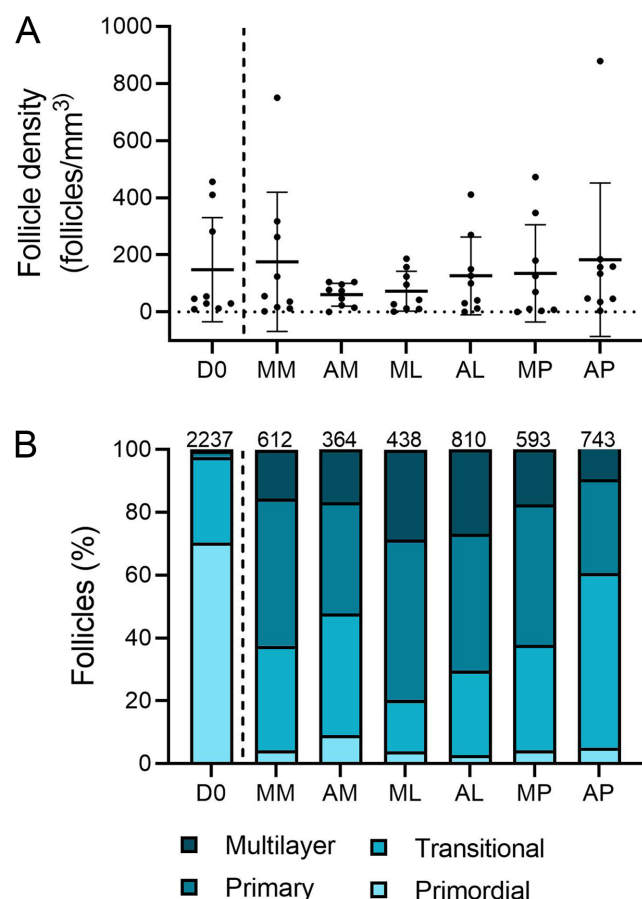 A
Follicle density
(follicles/mm³)
1000
800
600
400
200
0
D0 MM AM ML AL MP AP
B
Follicles (%)
2237 612 364 438 810 593 743
100
80
60
40
20
0
D0 MM AM ML AL MP AP
Multilayer Transitional
Primary Primordial